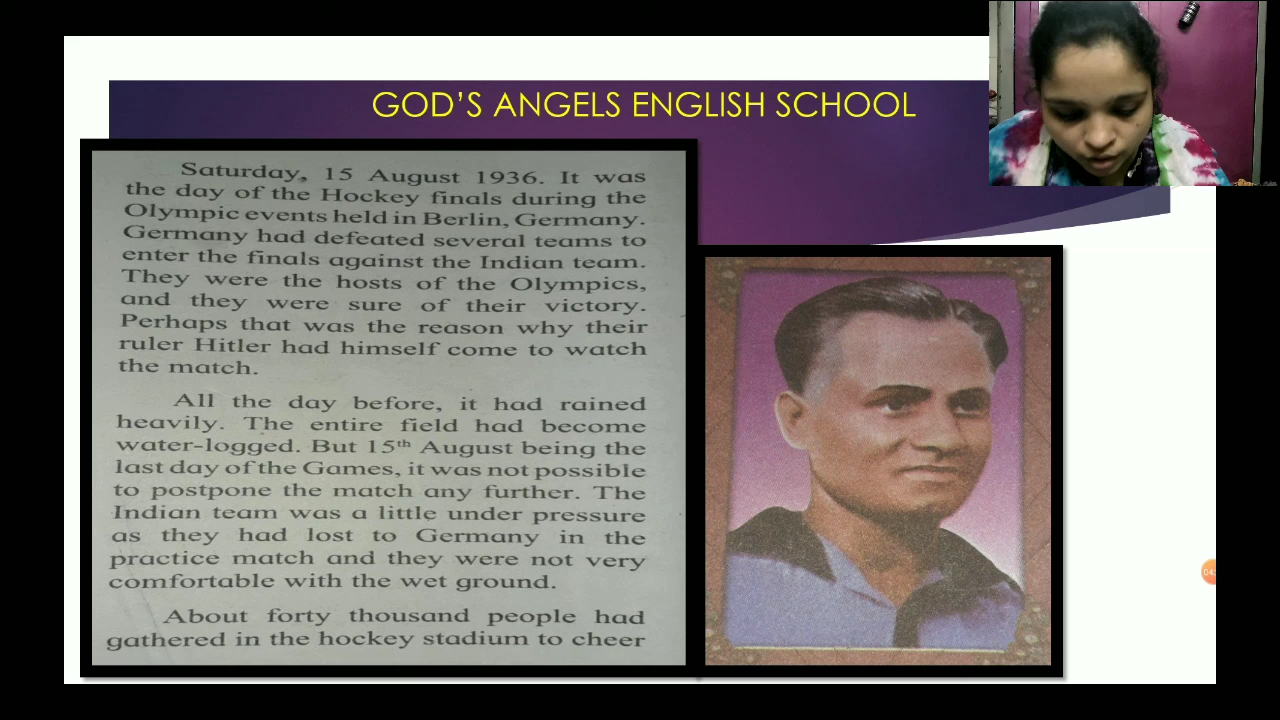 GOD'S ANGELS ENGLISH SCHOOL
Saturday, 15 August 1936. It was
the day of the Hockey finals during the
Olympic events held in Berlin, Germany.
Germany had defeated several teams to
enter the finals against the Indian team.
They were the hosts of the Olympics,
and they were sure of their victory.
Perhaps that was the reason why their
ruler Hitler had himself come to watch
the match.
All the day before, it had rained
heavily. The entire field had become
water-logged. But 15th August being the
last day of the Games, it was not possible
to postpone the match any further. The
Indian team was a little under pressure
as they had lost to Germany in the
practice match and they were not very
comfortable with the wet ground.
About forty thousand people had
gathered in the hockey stadium to cheer